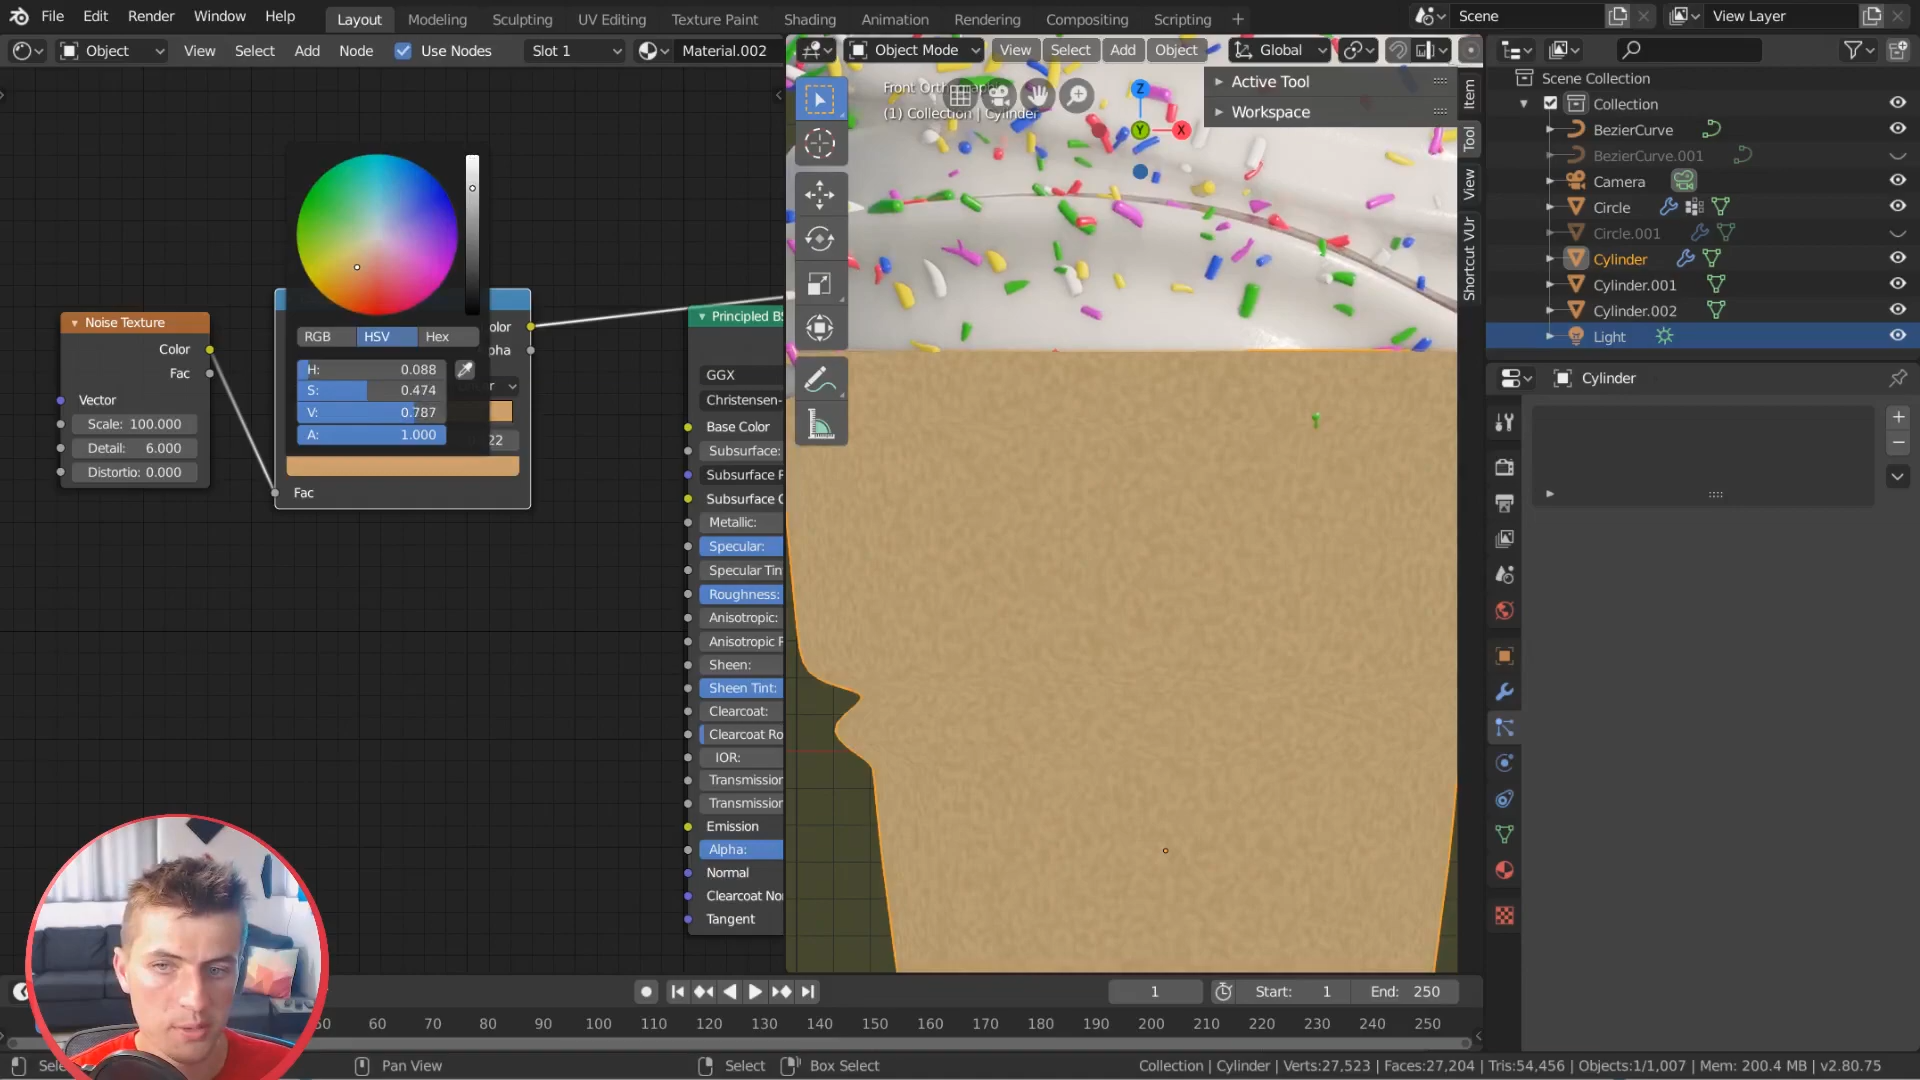 File Edit Render Window Help Layout Modeling Sculpting UV Editing Texture Paint Shading Animation Rendering Compositing Scripting + Scene View Layer
Object View Select Add Node Use Nodes Slot 1 Material.002
Object Mode View Select Add Object Global
Front Orthographic
(1) Collection | Cylinder
Active Tool
Workspace
Z
Y
X
Item
Tool
View
Shortcut VUr
Scene Collection
Collection
BezierCurve
BezierCurve.001
Camera
Circle
Circle.001
Cylinder
Cylinder.001
Cylinder.002
Light
Cylinder
Noise Texture
Color
Fac
Vector
Scale: 100.000
Detail: 6.000
Distortio: 0.000
RGB HSV Hex
H: 0.088
S: 0.474
V: 0.787
A: 1.000
olor
pha
r
22
Fac
Principled BS
GGX
Christensen-
Base Color
Subsurface:
Subsurface R
Subsurface C
Metallic:
Specular:
Specular Tin
Roughness:
Anisotropic:
Anisotropic R
Sheen:
Sheen Tint:
Clearcoat:
Clearcoat Ro
IOR:
Transmission
Transmission
Emission
Alpha:
Normal
Clearcoat No
Tangent
1 Start: 1 End: 250
50 60 70 80 90 100 110 120 130 140 150 160 170 180 190 200 210 220 230 240 250
Sele Pan View Select Box Select Collection | Cylinder | Verts:27,523 | Faces:27,204 | Tris:54,456 | Objects:1/1,007 | Mem: 200.4 MB | v2.80.75